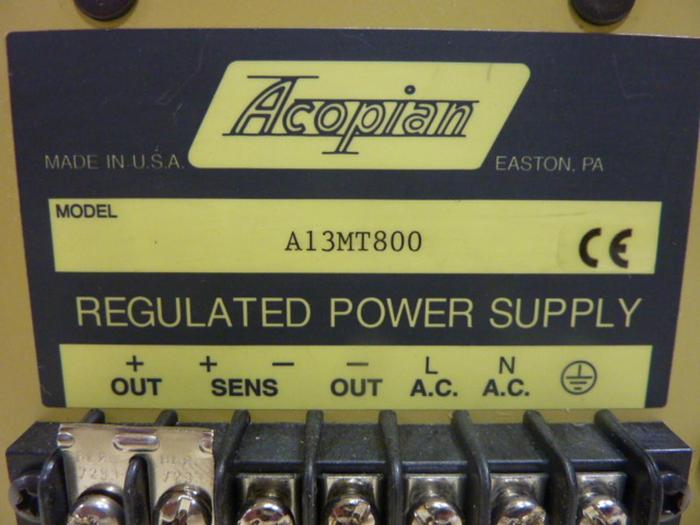 Acopian
MADE IN U.S.A.
EASTON, PA
MODEL
A13MT800
CE
REGULATED POWER SUPPLY
+ + − − L N
OUT SENS OUT A.C. A.C.